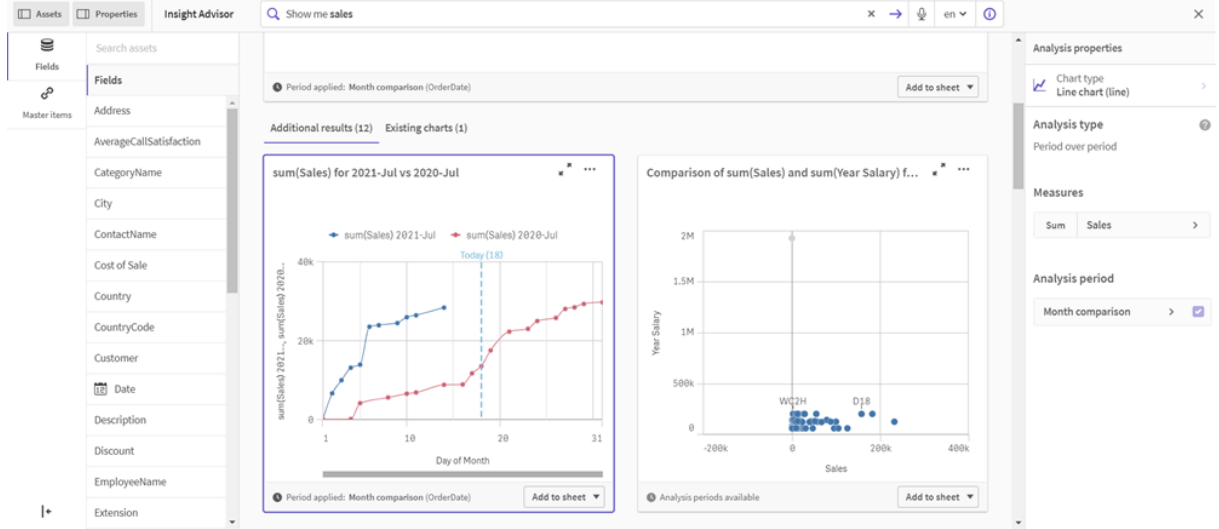 Assets
Properties
Insight Advisor
Show me sales
en
Fields
Master items
Search assets
Fields
Address
AverageCallSatisfaction
CategoryName
City
ContactName
Cost of Sale
Country
CountryCode
Customer
Date
Description
Discount
EmployeeName
Extension
Period applied: Month comparison (OrderDate)
Add to sheet
Additional results (12)
Existing charts (1)
sum(Sales) for 2021-Jul vs 2020-Jul
sum(Sales) 2021-Jul
sum(Sales) 2020-Jul
Today (18)
sum(Sales) 2021..., sum(Sales) 2020...
40k
20k
0
1
10
20
31
Day of Month
Period applied: Month comparison (OrderDate)
Add to sheet
Comparison of sum(Sales) and sum(Year Salary) f...
Year Salary
2M
1.5M
1M
500k
0
WC2H
D18
-200k
0
200k
400k
Sales
Analysis periods available
Add to sheet
Analysis properties
Chart type
Line chart (line)
Analysis type
Period over period
Measures
Sum
Sales
Analysis period
Month comparison